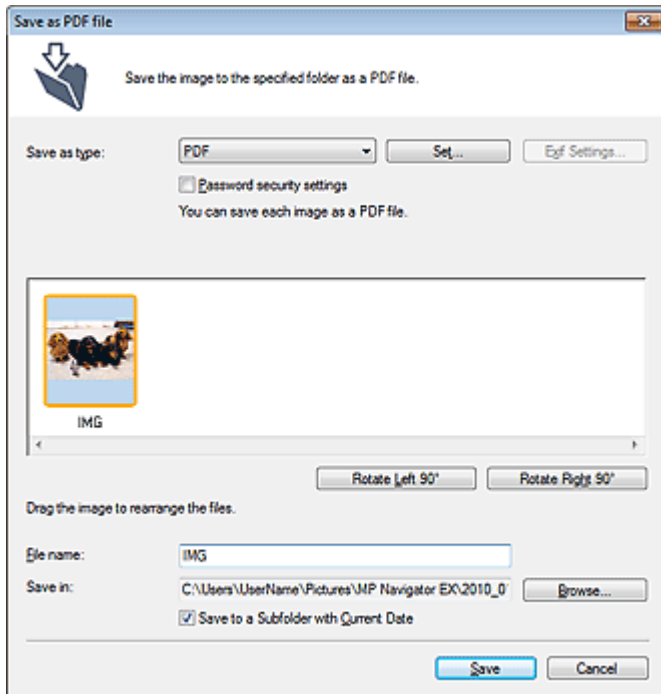 Save as PDF file
Save the image to the specified folder as a PDF file.
Save as type: PDF Set... Exif Settings...
Password security settings
You can save each image as a PDF file.
IMG
Rotate Left 90° Rotate Right 90°
Drag the image to rearrange the files.
File name: IMG
Save in: C:\Users\UserName\Pictures\MP Navigator EX\2010_0 Browse...
Save to a Subfolder with Current Date
Save Cancel